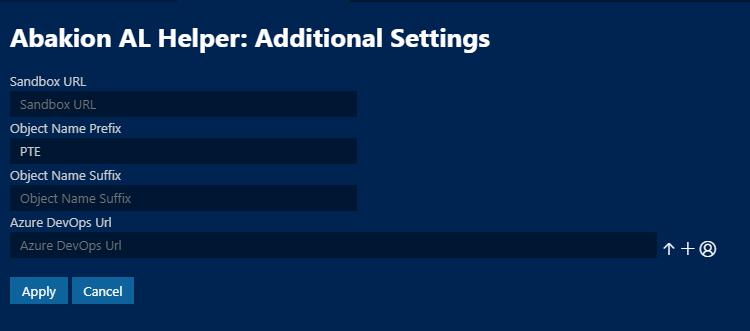 Abakion AL Helper: Additional Settings
Sandbox URL
Sandbox URL
Object Name Prefix
PTE
Object Name Suffix
Object Name Suffix
Azure DevOps Url
Azure DevOps Url
Apply Cancel